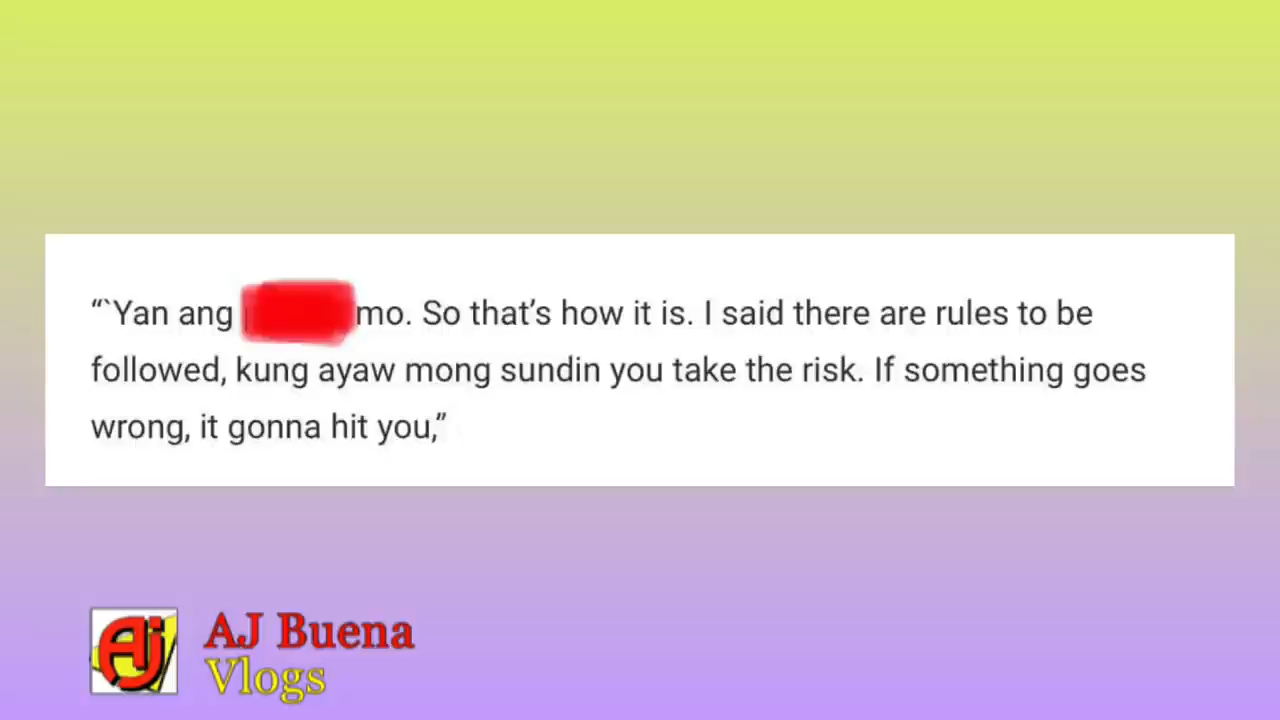 “`Yan ang mo. So that’s how it is. I said there are rules to be
followed, kung ayaw mong sundin you take the risk. If something goes
wrong, it gonna hit you,”
AJ
AJ Buena
Vlogs